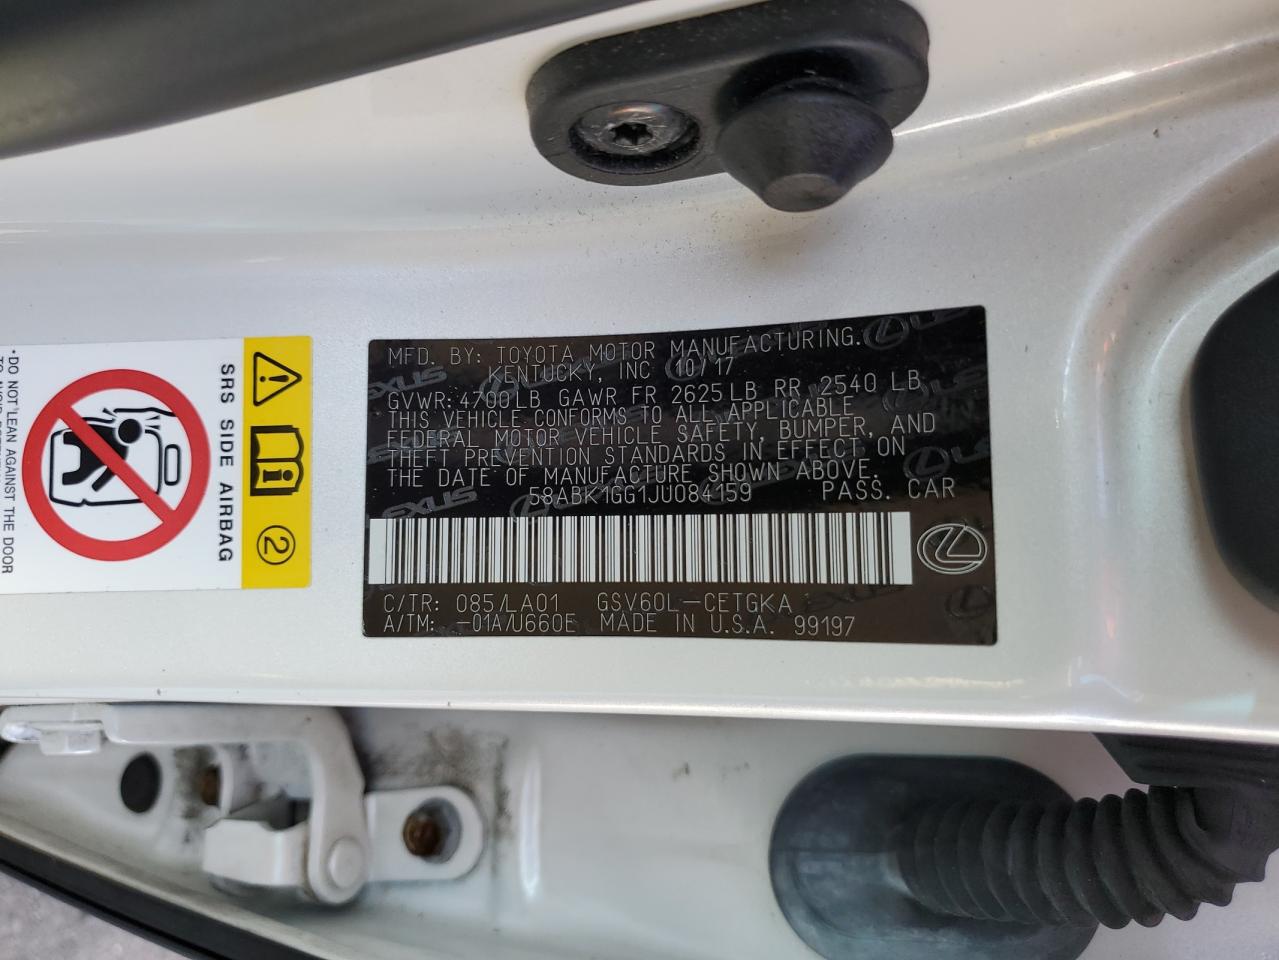 MFD. BY: TOYOTA MOTOR MANUFACTURING.
KENTUCKY, INC 10/17
GVWR: 4700LB GAWR FR 2625LB RR 2540 LB
THIS VEHICLE CONFORMS TO ALL APPLICABLE
FEDERAL MOTOR VEHICLE SAFETY, BUMPER, AND
THEFT PREVENTION STANDARDS IN EFFECT ON
THE DATE OF MANUFACTURE SHOWN ABOVE.
58ABK1GG1JU084159 PASS. CAR
C/TR: 085/LA01 GSV60L-CETGKA
A/TM: -01A/U660E MADE IN U.S.A. 99197
SRS SIDE AIRBAG
2
•DO NOT LEAN AGAINST THE DOOR